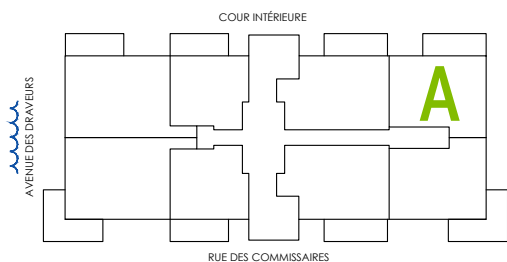 COUR INTÉRIEURE
AVENUE DES DRAVEURS
A
RUE DES COMMISSAIRES